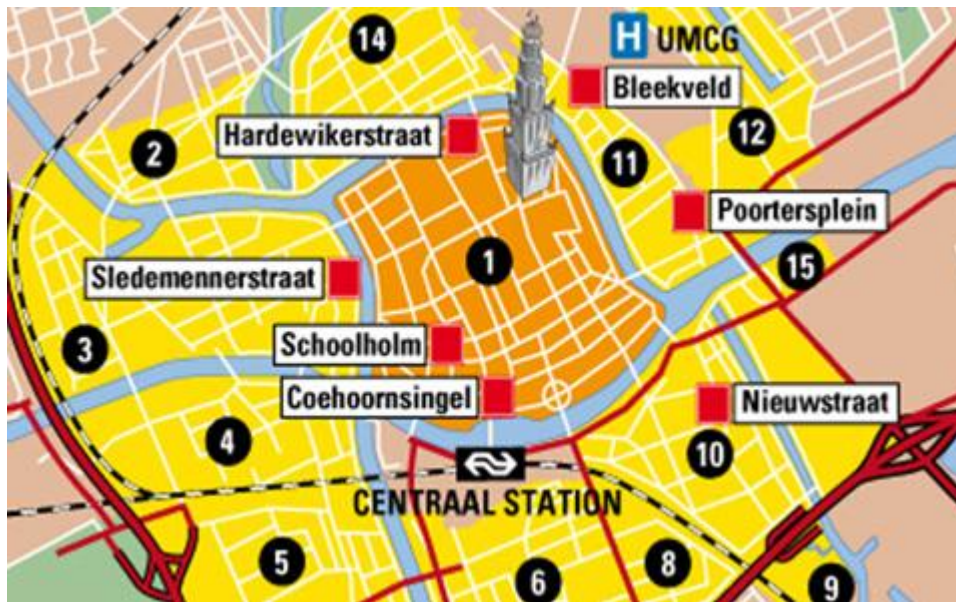 14
H UMCG
Bleekveld
Hardewikerstraat
12
2
11
Poortersplein
1
15
Sledemennerstraat
3
Schoolholm
Coehoornsingel
Nieuwstraat
4
10
CENTRAAL STATION
5
6
8
9